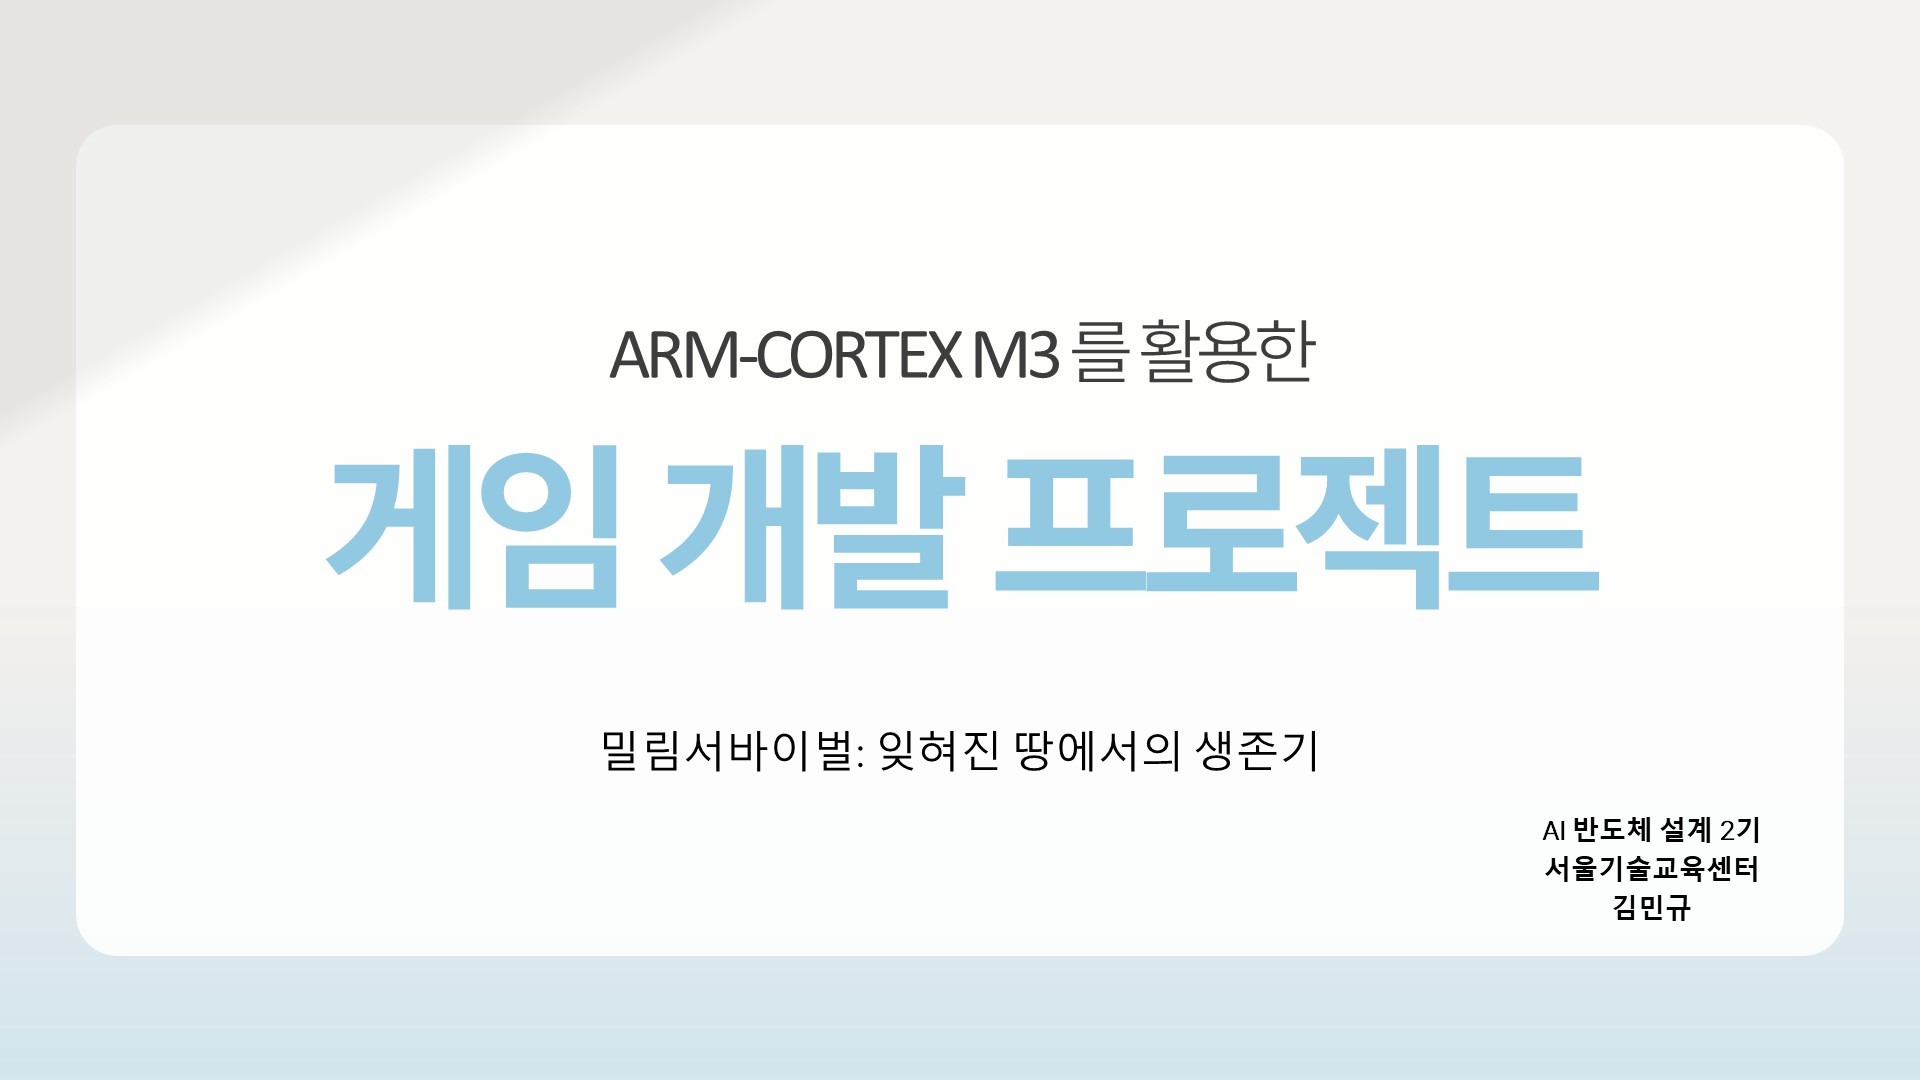 ARM-CORTEX M3 를 활용한
게임 개발 프로젝트
밀림서바이벌: 잊혀진 땅에서의 생존기
AI 반도체 설계 2기
서울기술교육센터
김민규